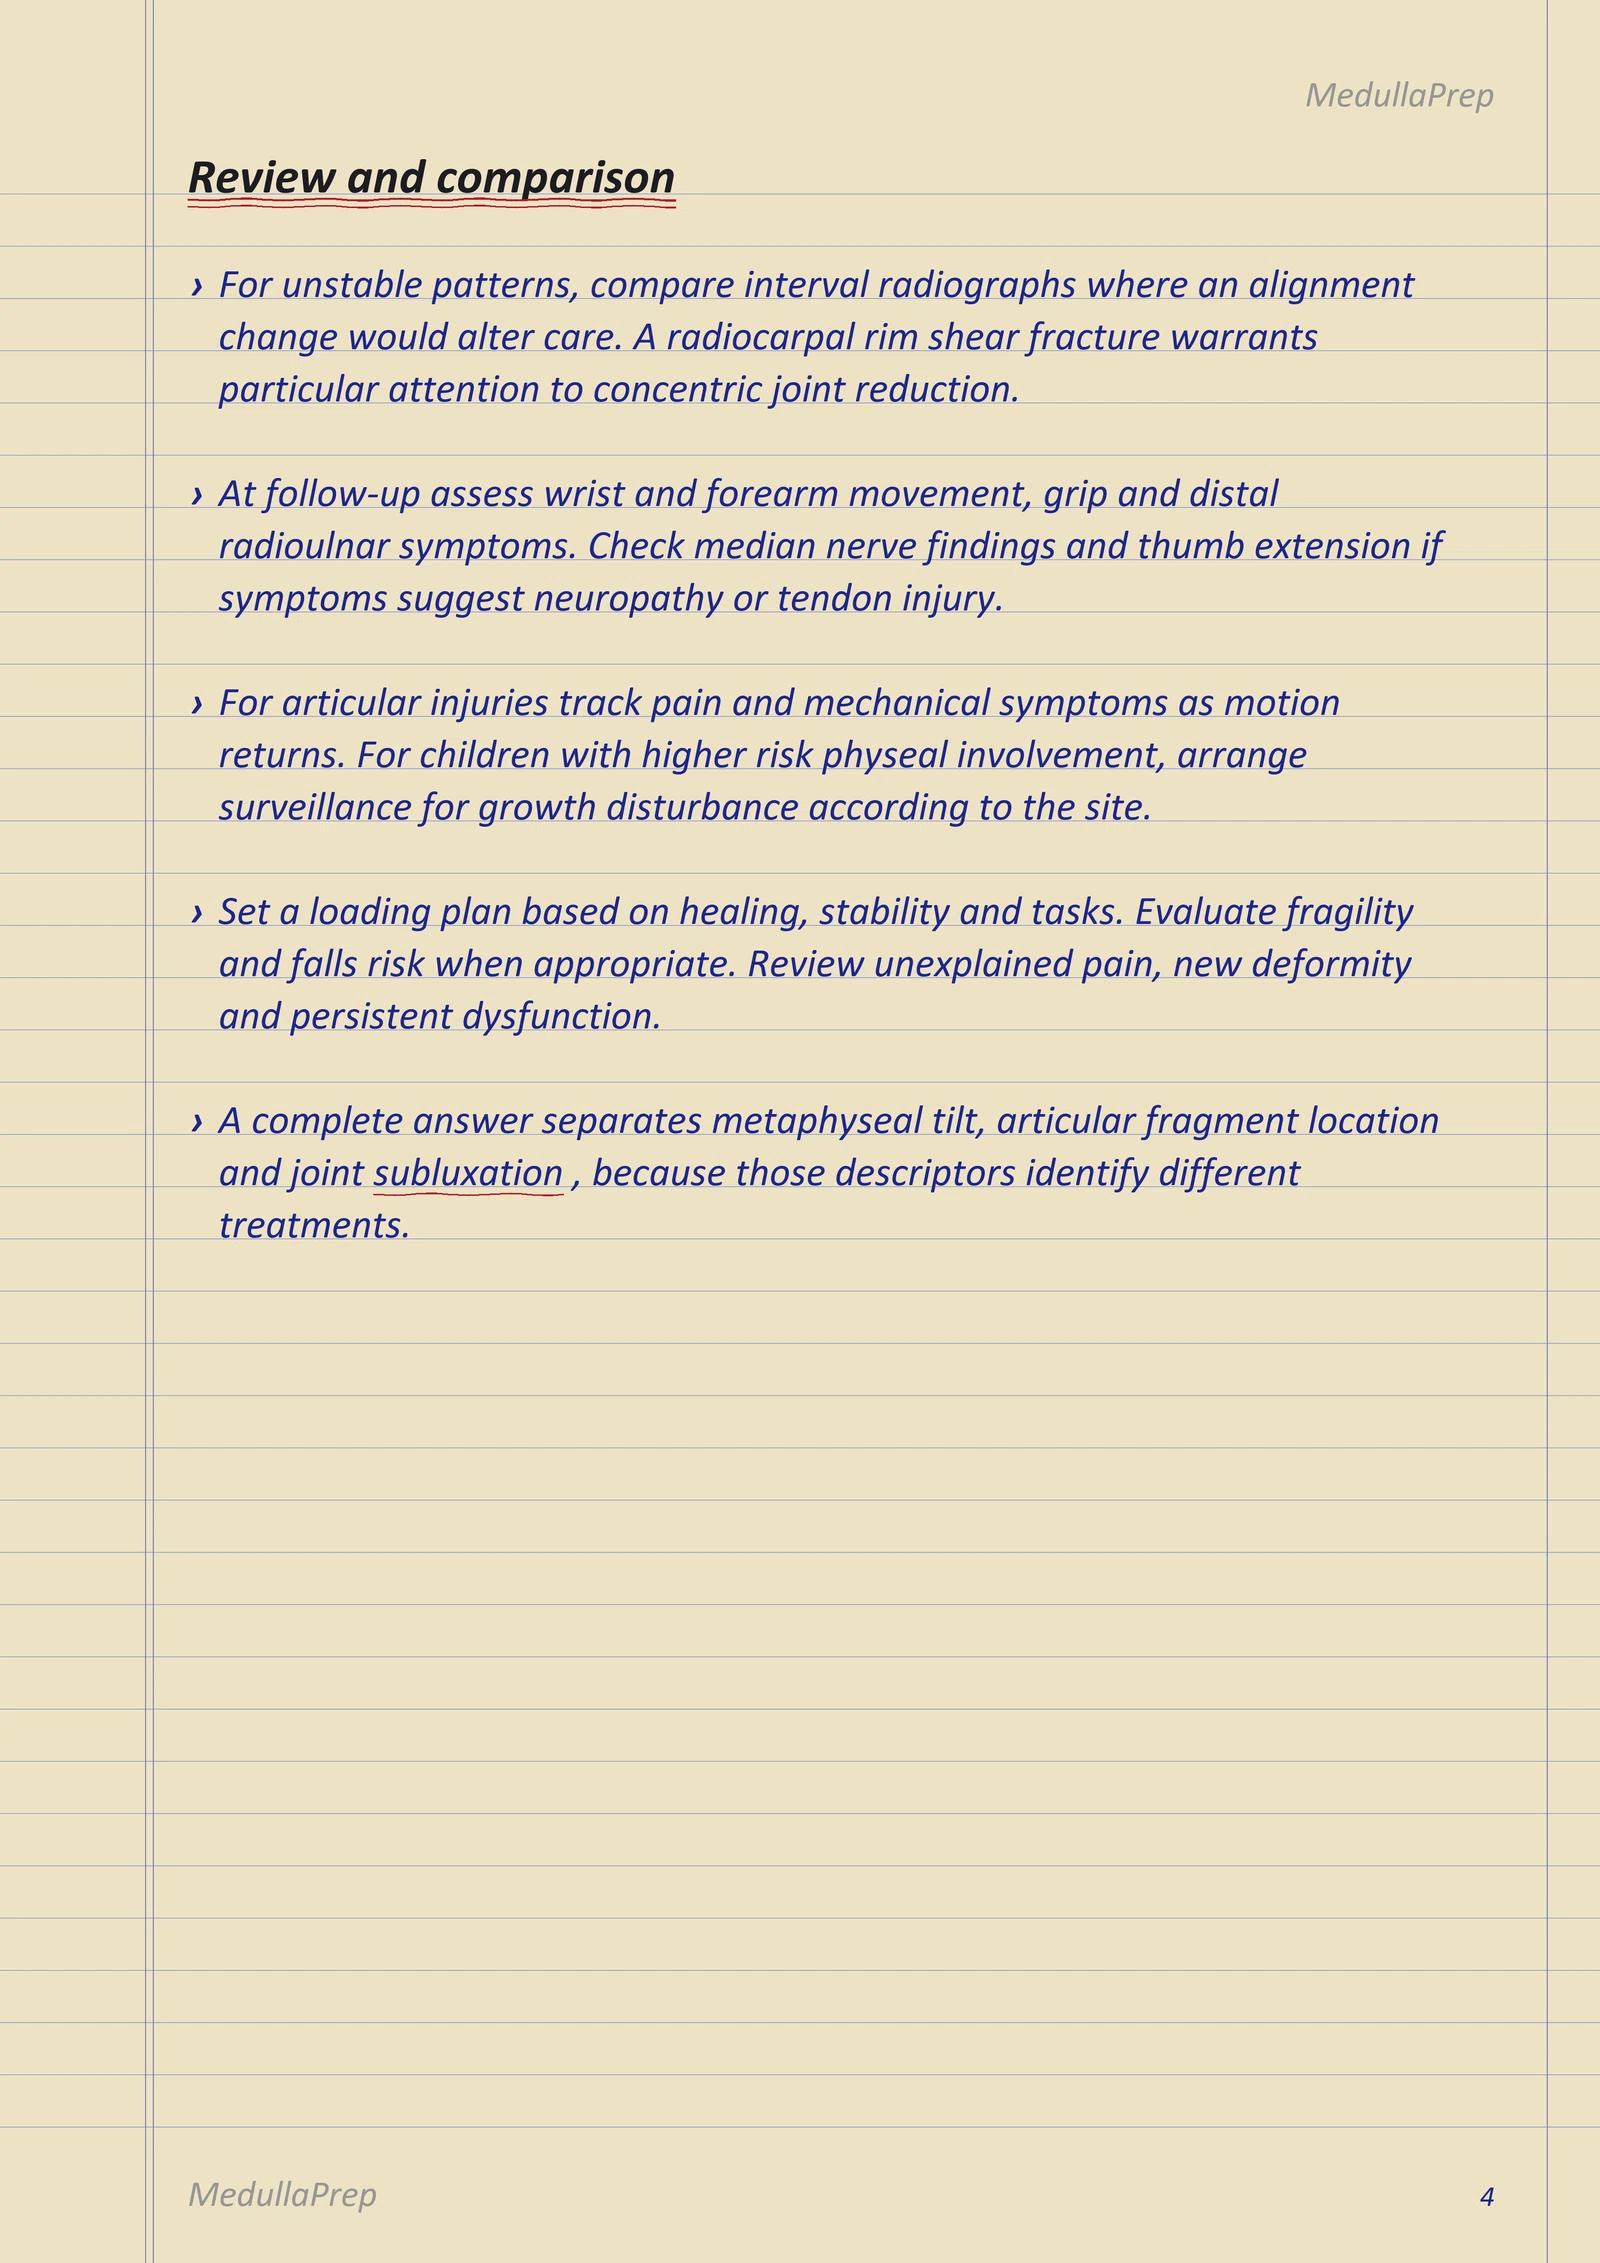 MedullaPrep
Review and comparison
› For unstable patterns, compare interval radiographs where an alignment
change would alter care. A radiocarpal rim shear fracture warrants
particular attention to concentric joint reduction.
› At follow-up assess wrist and forearm movement, grip and distal
radioulnar symptoms. Check median nerve findings and thumb extension if
symptoms suggest neuropathy or tendon injury.
› For articular injuries track pain and mechanical symptoms as motion
returns. For children with higher risk physeal involvement, arrange
surveillance for growth disturbance according to the site.
› Set a loading plan based on healing, stability and tasks. Evaluate fragility
and falls risk when appropriate. Review unexplained pain, new deformity
and persistent dysfunction.
› A complete answer separates metaphyseal tilt, articular fragment location
and joint subluxation , because those descriptors identify different
treatments.
MedullaPrep
4